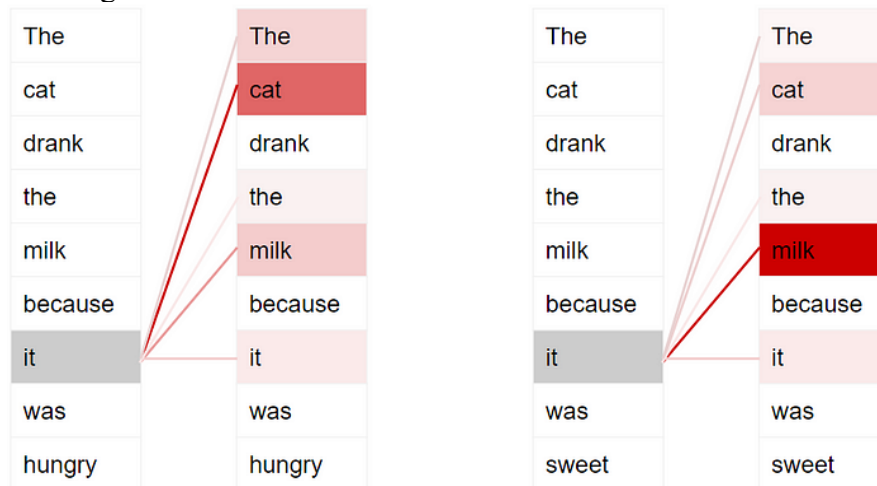 The The The The
cat cat cat cat
drank drank drank drank
the the the the
milk milk milk milk
because because because because
it it it it
was was was was
hungry hungry sweet sweet